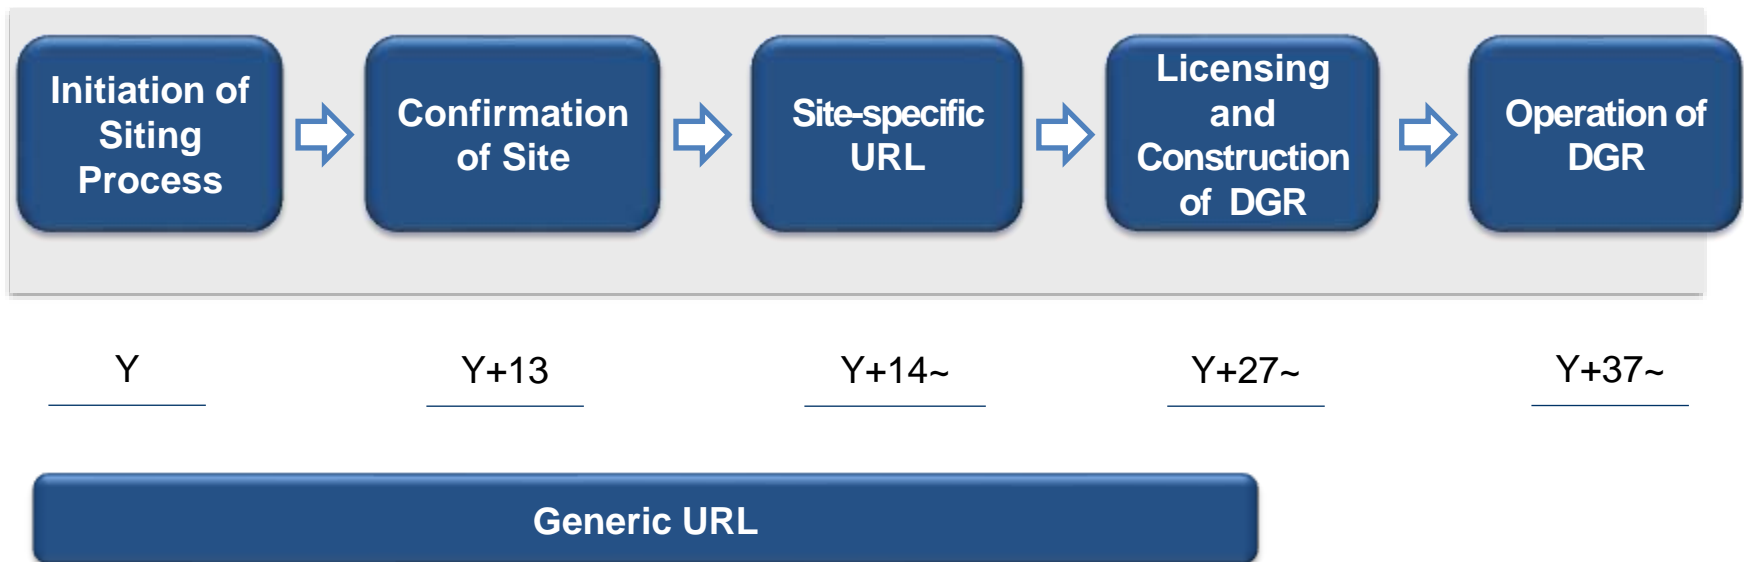 Initiation of
Siting
Process
Confirmation
of Site
Site-specific
URL
Licensing
and
Construction
of DGR
Operation of
DGR
Y
Y+13
Y+14~
Y+27~
Y+37~
Generic URL